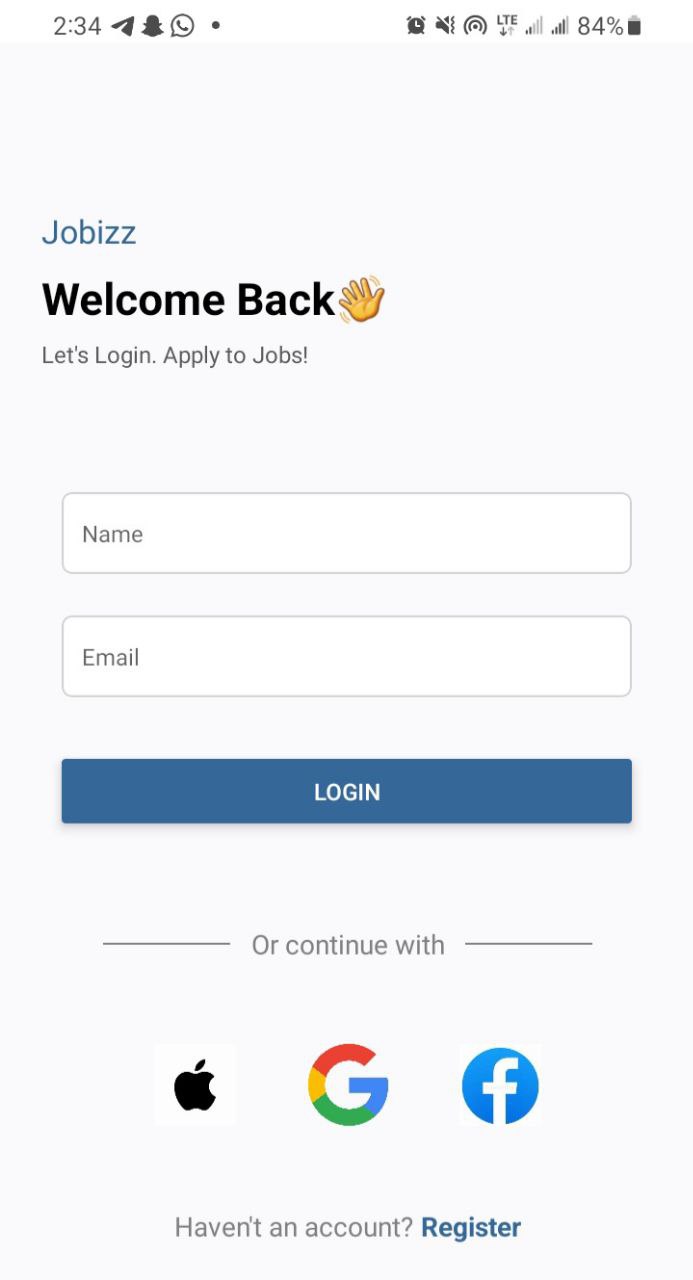 2:34 LTE 84%
Jobizz
Welcome Back👋
Let's Login. Apply to Jobs!
Name
Email
LOGIN
Or continue with
Haven't an account? Register